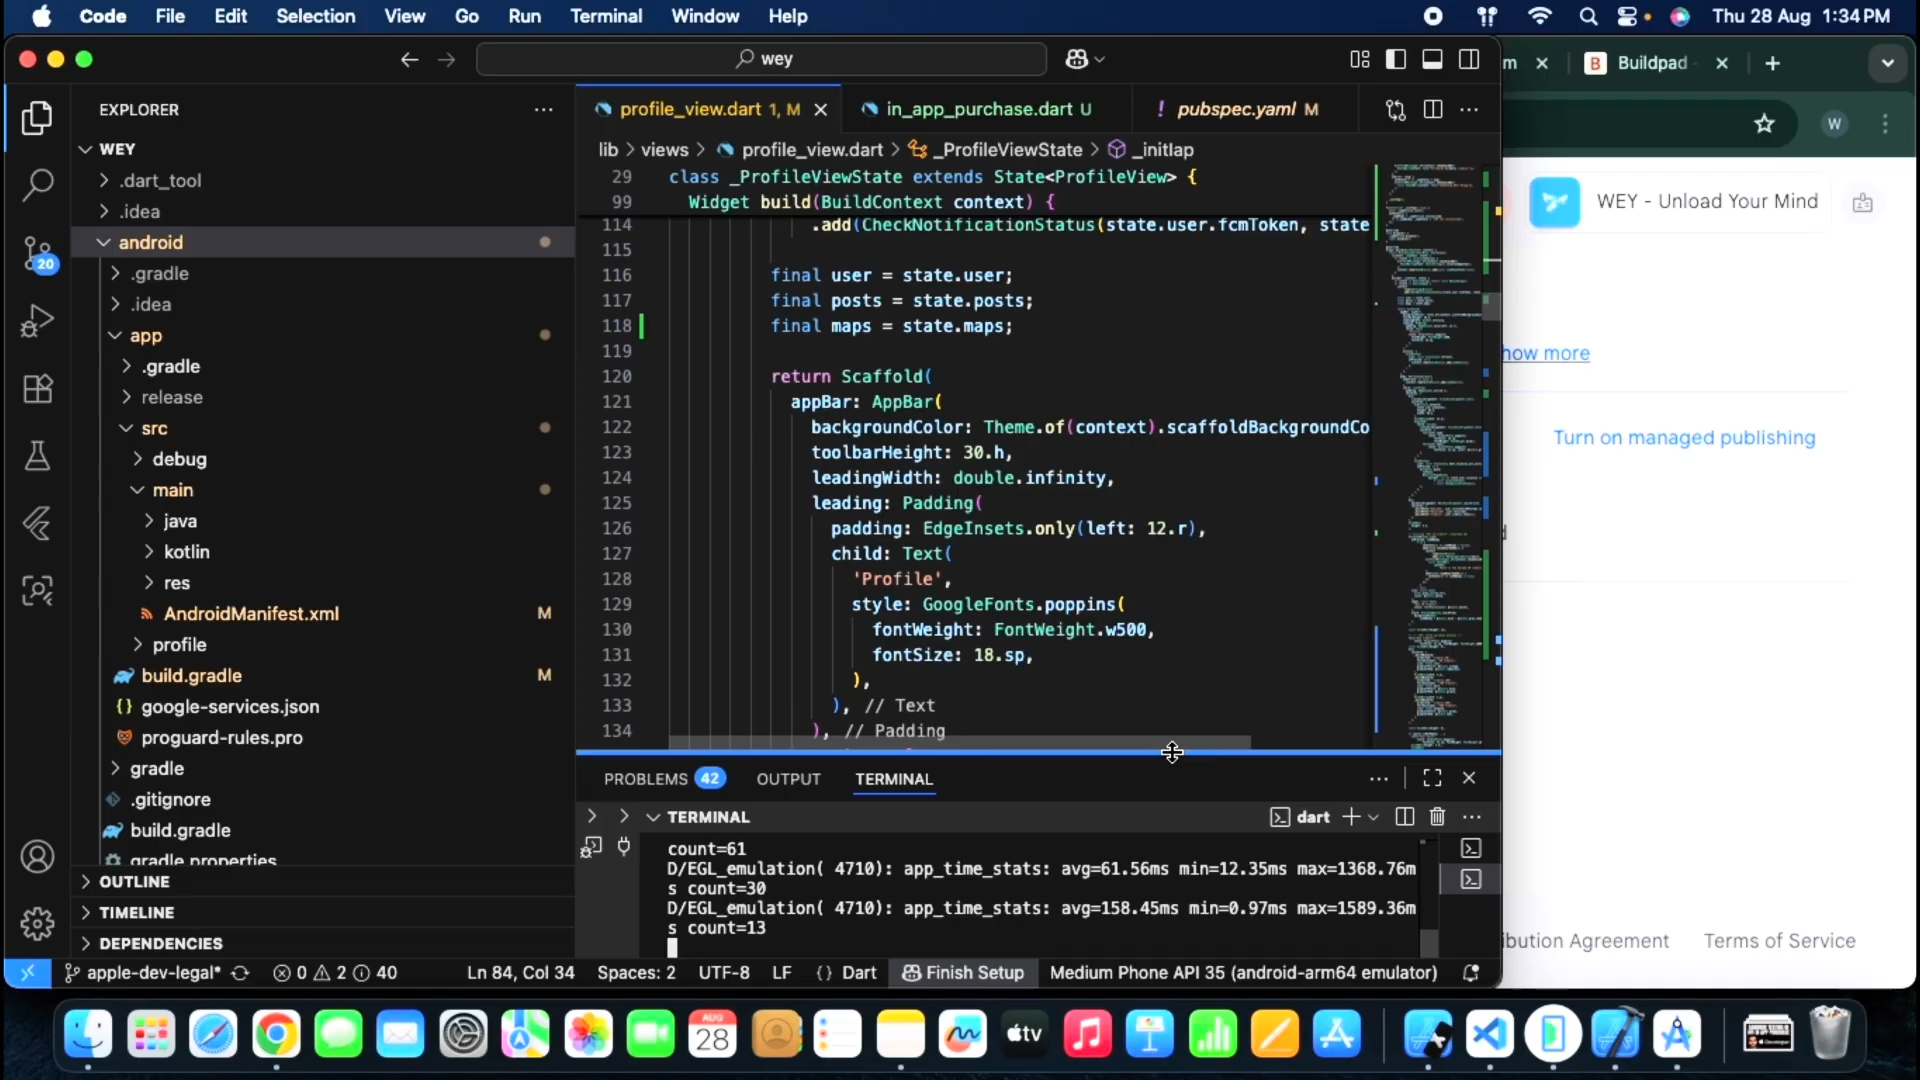 Code File Edit Selection View Go Run Terminal Window Help
Thu 28 Aug 1:34 PM
wey
Buildpad
W
EXPLORER
WEY
.dart_tool
.idea
android
.gradle
.idea
app
.gradle
release
src
debug
main
java
kotlin
res
AndroidManifest.xml M
profile
build.gradle M
google-services.json
proguard-rules.pro
gradle
.gitignore
build.gradle
gradle.properties
OUTLINE
TIMELINE
DEPENDENCIES
20
profile_view.dart 1, M
in_app_purchase.dart U
! pubspec.yaml M
lib > views > profile_view.dart > _ProfileViewState > _initIap
29 class _ProfileViewState extends State<ProfileView> {
99 Widget build(BuildContext context) {
114 .add(CheckNotificationStatus(state.user.fcmToken, state
115
116 final user = state.user;
117 final posts = state.posts;
118 final maps = state.maps;
119
120 return Scaffold(
121 appBar: AppBar(
122 backgroundColor: Theme.of(context).scaffoldBackgroundCo
123 toolbarHeight: 30.h,
124 leadingWidth: double.infinity,
125 leading: Padding(
126 padding: EdgeInsets.only(left: 12.r),
127 child: Text(
128 'Profile',
129 style: GoogleFonts.poppins(
130 fontWeight: FontWeight.w500,
131 fontSize: 18.sp,
132 ),
133 ), // Text
134 ), // Padding
PROBLEMS 42 OUTPUT TERMINAL
TERMINAL
dart
count=61
D/EGL_emulation( 4710): app_time_stats: avg=61.56ms min=12.35ms max=1368.76m
s count=30
D/EGL_emulation( 4710): app_time_stats: avg=158.45ms min=0.97ms max=1589.36m
s count=13
apple-dev-legal* 0 2 40 Ln 84, Col 34 Spaces: 2 UTF-8 LF {} Dart Finish Setup Medium Phone API 35 (android-arm64 emulator)
WEY - Unload Your Mind
how more
Turn on managed publishing
ibution Agreement Terms of Service
AUG
28
tv